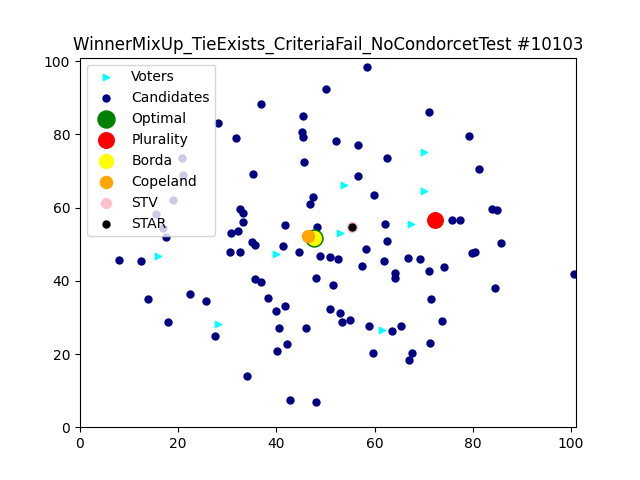 WinnerMixUp_TieExists_CriteriaFail_NoCondorcetTest #10103
Voters
Candidates
Optimal
Plurality
Borda
Copeland
STV
STAR
100
80
60
40
20
0
0 20 40 60 80 100